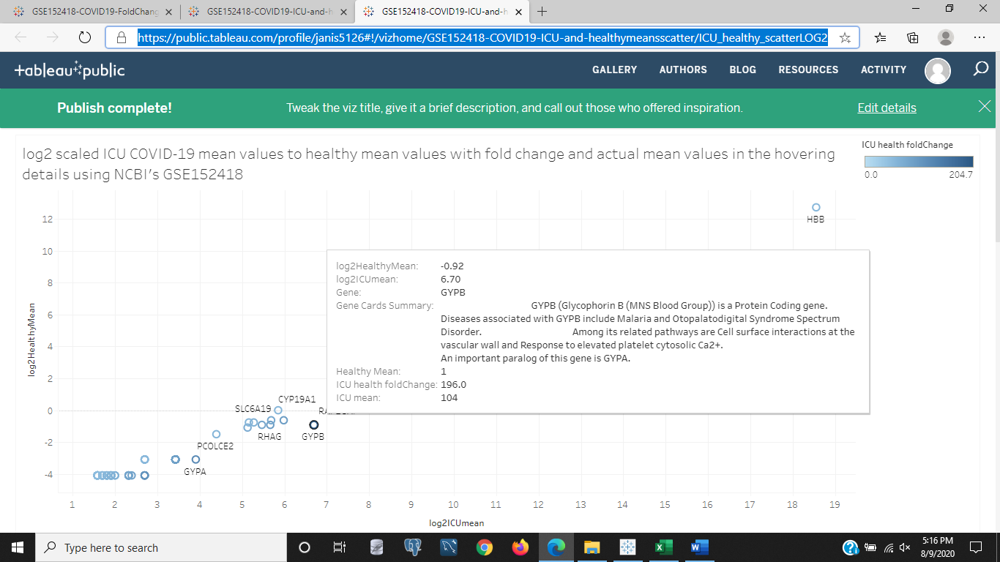 GSE152418-COVID19-FoldChang
GSE152418-COVID19-ICU-and-h
GSE152418-COVID19-ICU-and-h
https://public.tableau.com/profile/janis5126#!/vizhome/GSE152418-COVID19-ICU-and-healthymeansscatter/ICU_healthy_scatterLOG2
+ableau public
GALLERY AUTHORS BLOG RESOURCES ACTIVITY
Publish complete!
Tweak the viz title, give it a brief description, and call out those who offered inspiration.
Edit details
log2 scaled ICU COVID-19 mean values to healthy mean values with fold change and actual mean values in the hovering
details using NCBI's GSE152418
ICU health foldChange
0.0 204.7
log2HealthyMean
12
10
8
6
4
2
0
-2
-4
HBB
log2HealthyMean: -0.92
log2ICUmean: 6.70
Gene: GYPB
Gene Cards Summary: GYPB (Glycophorin B (MNS Blood Group)) is a Protein Coding gene.
Diseases associated with GYPB include Malaria and Otopalatodigital Syndrome Spectrum
Disorder. Among its related pathways are Cell surface interactions at the
vascular wall and Response to elevated platelet cytosolic Ca2+.
An important paralog of this gene is GYPA.
Healthy Mean: 1
ICU health foldChange: 196.0
ICU mean: 104
CYP19A1
SLC6A19
RHAG
GYPB
PCOLCE2
GYPA
1 2 3 4 5 6 7 8 9 10 11 12 13 14 15 16 17 18 19
log2ICUmean
Type here to search
5:16 PM
8/9/2020